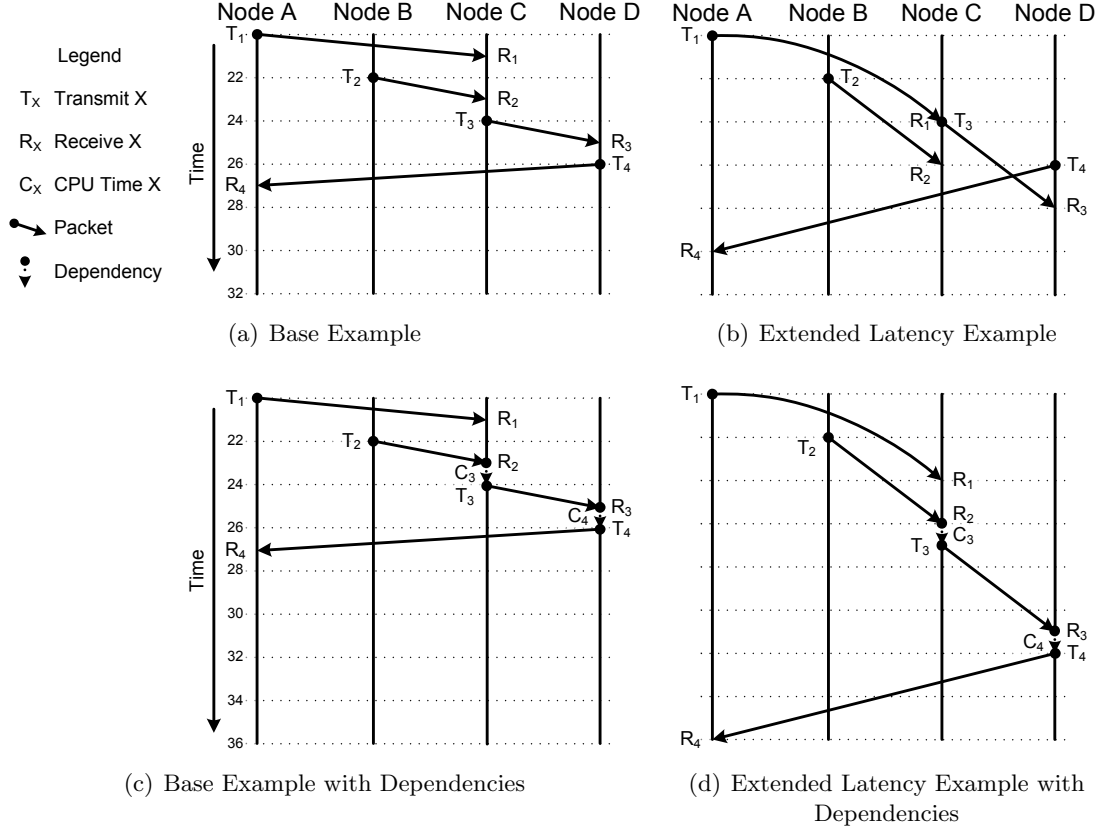 Node A Node B Node C Node D
T1
R1
22
T2
R2
24
T3
R3
26
T4
R4
28
30
32
Time
Legend
TX Transmit X
RX Receive X
CX CPU Time X
Packet
Dependency
(a) Base Example
Node A Node B Node C Node D
T1
T2
R1 T3
R2
T4
R3
R4
(b) Extended Latency Example
T1
R1
22
T2
R2
C3
24
T3
R3
C4
26
T4
R4
28
30
32
34
36
Time
(c) Base Example with Dependencies
T1
T2
R1
R2
C3
T3
R3
C4
T4
R4
(d) Extended Latency Example with
Dependencies